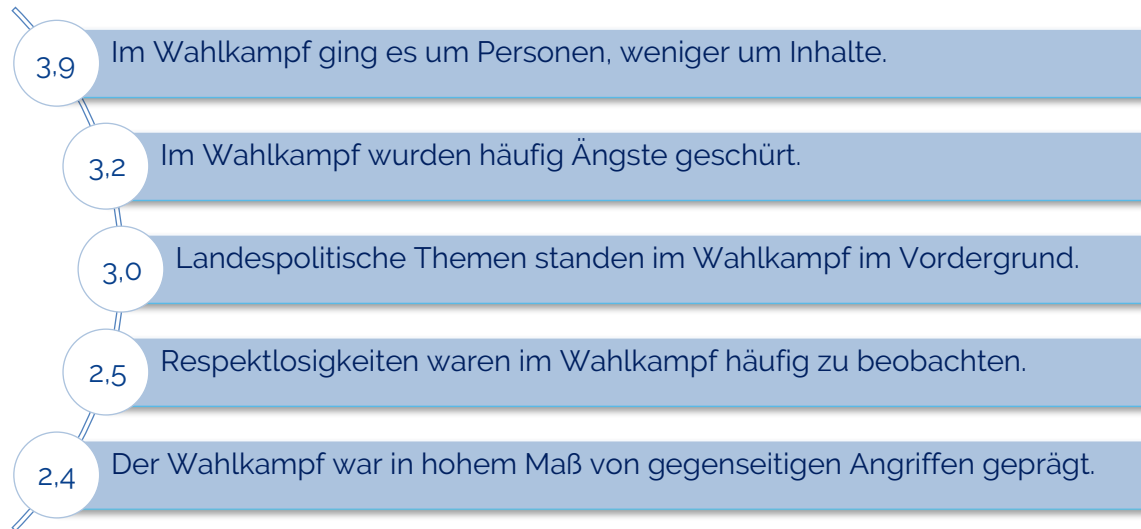 3,9 Im Wahlkampf ging es um Personen, weniger um Inhalte.
3,2 Im Wahlkampf wurden häufig Ängste geschürt.
3,0 Landespolitische Themen standen im Wahlkampf im Vordergrund.
2,5 Respektlosigkeiten waren im Wahlkampf häufig zu beobachten.
2,4 Der Wahlkampf war in hohem Maß von gegenseitigen Angriffen geprägt.